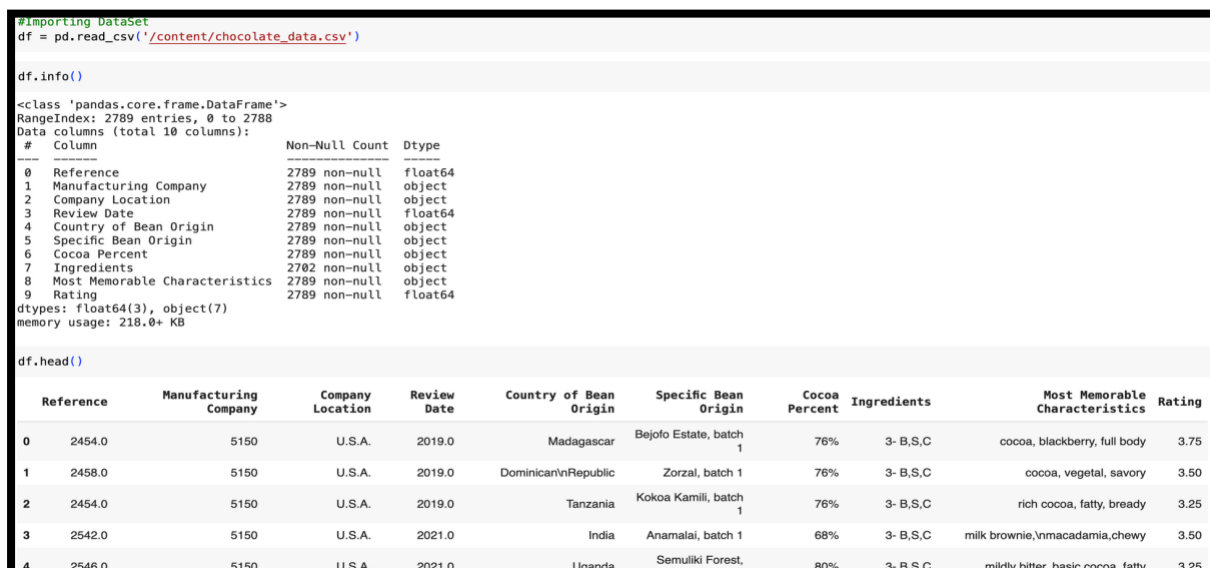 #Importing DataSet
df = pd.read_csv('/content/chocolate_data.csv')
df.info()
<class 'pandas.core.frame.DataFrame'>
RangeIndex: 2789 entries, 0 to 2788
Data columns (total 10 columns):
 #   Column                        Non-Null Count  Dtype
---  ------                        --------------  -----
 0   Reference                     2789 non-null   float64
 1   Manufacturing Company         2789 non-null   object
 2   Company Location              2789 non-null   object
 3   Review Date                   2789 non-null   float64
 4   Country of Bean Origin        2789 non-null   object
 5   Specific Bean Origin          2789 non-null   object
 6   Cocoa Percent                 2789 non-null   object
 7   Ingredients                   2702 non-null   object
 8   Most Memorable Characteristics  2789 non-null   object
 9   Rating                        2789 non-null   float64
dtypes: float64(3), object(7)
memory usage: 218.0+ KB
df.head()
Reference Manufacturing Company Company Location Review Date Country of Bean Origin Specific Bean Origin Cocoa Percent Ingredients Most Memorable Characteristics Rating
0 2454.0 5150 U.S.A. 2019.0 Madagascar Bejofo Estate, batch 1 76% 3- B,S,C cocoa, blackberry, full body 3.75
1 2458.0 5150 U.S.A. 2019.0 Dominican\nRepublic Zorzal, batch 1 76% 3- B,S,C cocoa, vegetal, savory 3.50
2 2454.0 5150 U.S.A. 2019.0 Tanzania Kokoa Kamili, batch 1 76% 3- B,S,C rich cocoa, fatty, bready 3.25
3 2542.0 5150 U.S.A. 2021.0 India Anamalai, batch 1 68% 3- B,S,C milk brownie,\nmacadamia,chewy 3.50
4 2546.0 5150 U.S.A. 2021.0 Uganda Semuliki Forest, 80% 3- B,S,C mildly bitter, basic cocoa, fatty 3.25